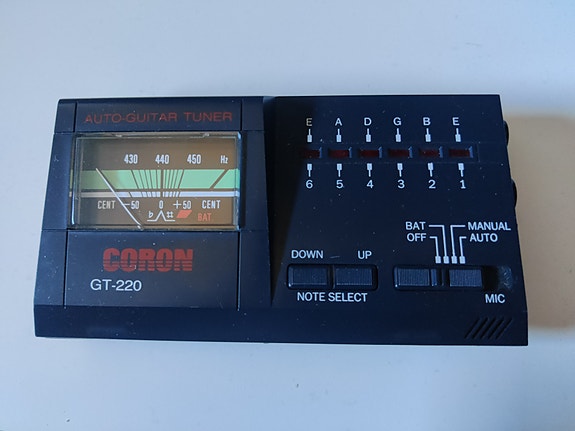 AUTO-GUITAR TUNER
430 440 450 Hz
CENT -50 0 +50 CENT
♭ ♯ BAT
CORON
GT-220
E A D G B E
6 5 4 3 2 1
BAT MANUAL
OFF AUTO
DOWN UP
NOTE SELECT
MIC